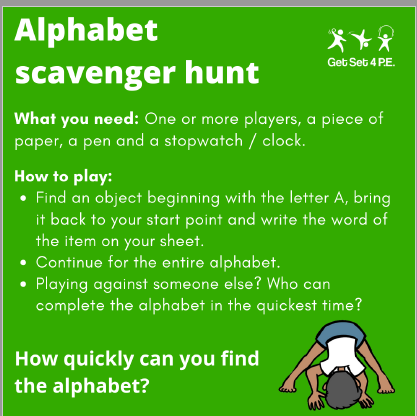 Alphabet
scavenger hunt
Get Set 4 P.E.
What you need: One or more players, a piece of
paper, a pen and a stopwatch / clock.
How to play:
• Find an object beginning with the letter A, bring
it back to your start point and write the word of
the item on your sheet.
• Continue for the entire alphabet.
• Playing against someone else? Who can
complete the alphabet in the quickest time?
How quickly can you find
the alphabet?